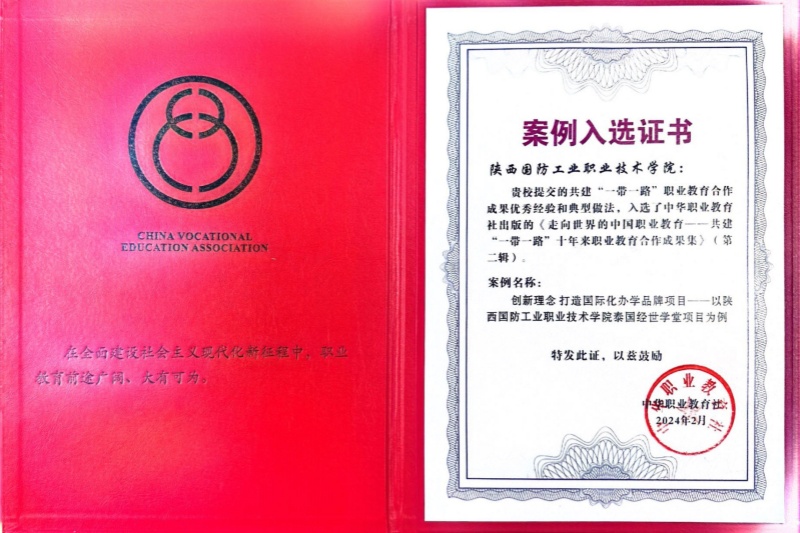 CHINA VOCATIONAL
EDUCATION ASSOCIATION
在全面建设社会主义现代化新征程中，职业
教育前途广阔、大有可为。
案例入选证书
陕西国防工业职业技术学院：
贵校提交的共建“一带一路”职业教育合作
成果优秀经验和典型做法，入选了中华职业教育
社出版的《走向世界的中国职业教育——共建
“一带一路”十年来职业教育合作成果集》（第
二辑）。
案例名称：
创新理念 打造国际化办学品牌项目——以陕
西国防工业职业技术学院泰国经世学堂项目为例
特发此证，以兹鼓励
中华职业教育社
2024年2月
中华职业教育社